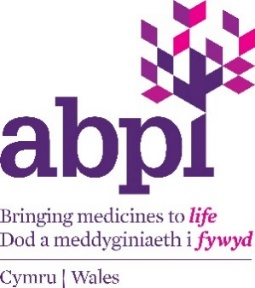 abpi
Bringing medicines to life
Dod a meddyginiaeth i fywyd
Cymru | Wales